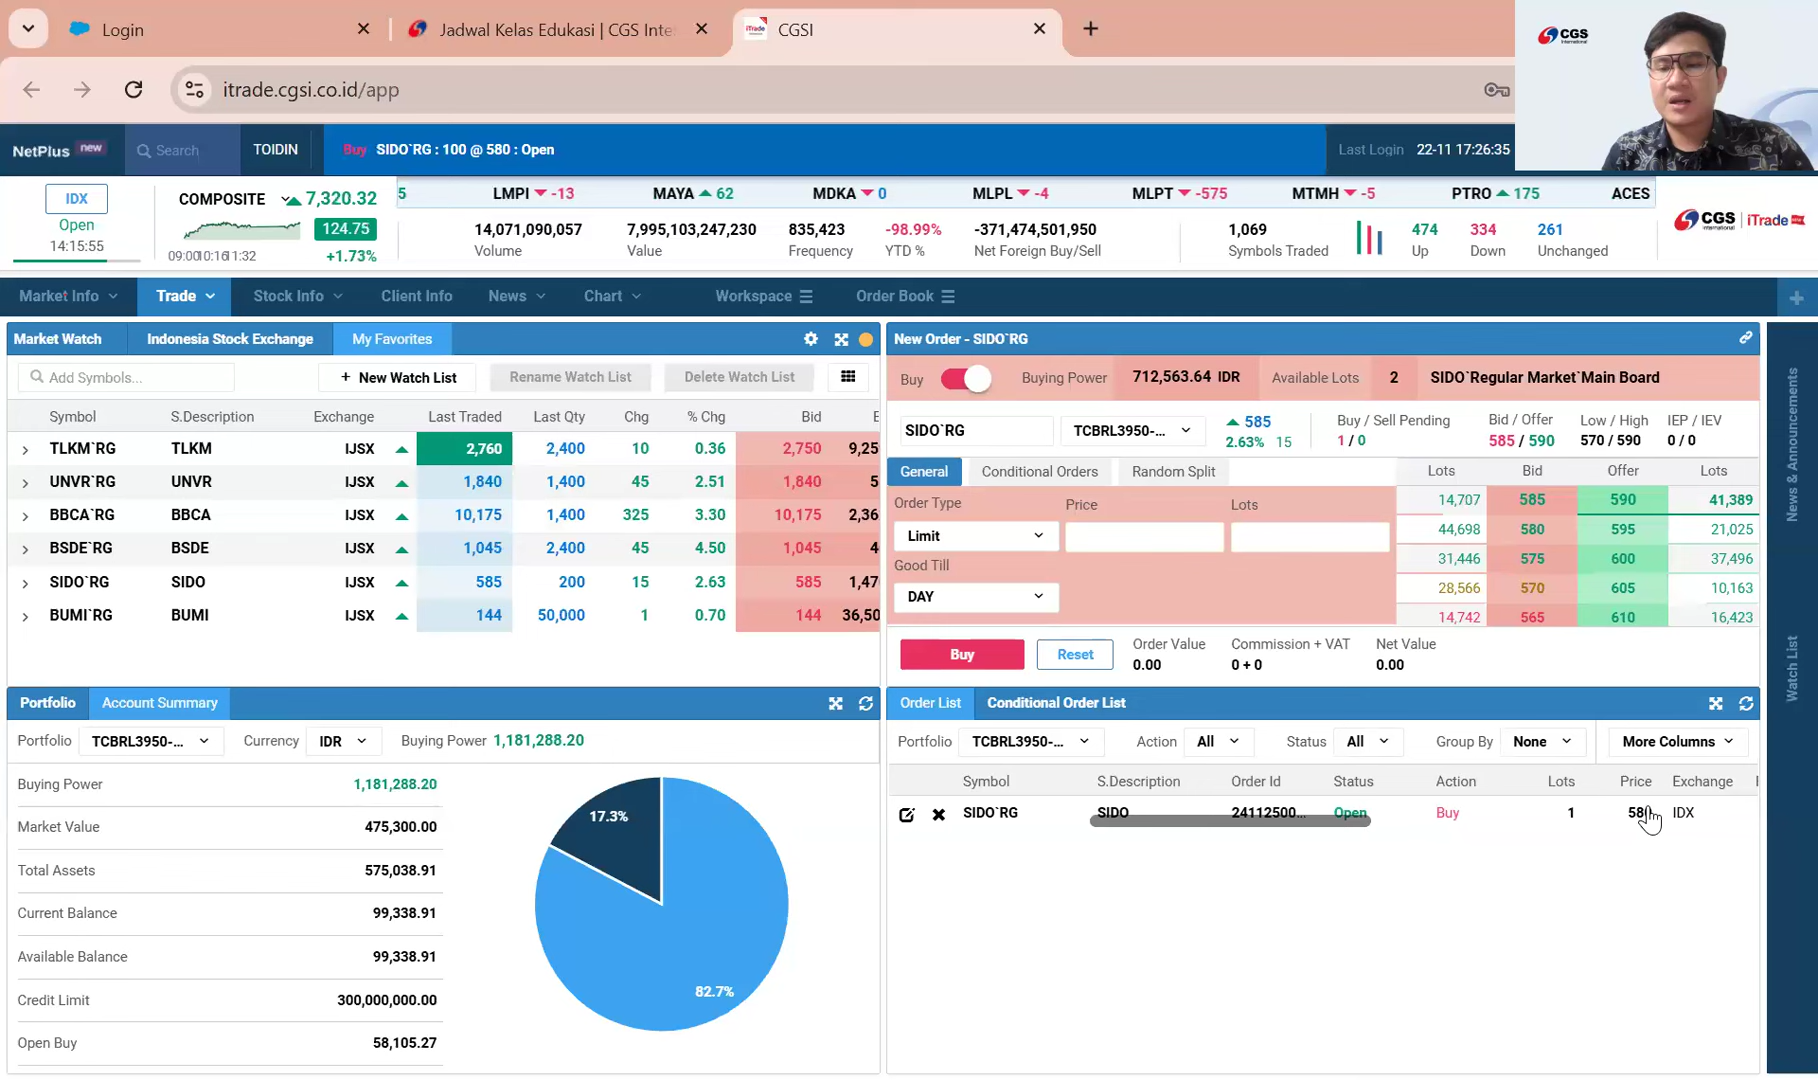 Login
Jadwal Kelas Edukasi | CGS Inte
iTrade
CGSI
CGS
International
itrade.cgsi.co.id/app
NetPlus new
Search
TOIDIN
Buy SIDO`RG : 100 @ 580 : Open
Last Login 22-11 17:26:35
IDX
Open
14:15:55
COMPOSITE 7,320.32
124.75
09:00 10:16 11:32 +1.73%
5 LMPI -13 MAYA 62 MDKA 0 MLPL -4 MLPT -575 MTMH -5 PTRO 175 ACES
14,071,090,057 7,995,103,247,230 835,423 -98.99% -371,474,501,950 1,069 474 334 261
Volume Value Frequency YTD % Net Foreign Buy/Sell Symbols Traded Up Down Unchanged
CGS International iTrade
Market Info Trade Stock Info Client Info News Chart Workspace Order Book
Market Watch Indonesia Stock Exchange My Favorites
Add Symbols... + New Watch List Rename Watch List Delete Watch List
Symbol S.Description Exchange Last Traded Last Qty Chg % Chg Bid
TLKM`RG TLKM IJSX 2,760 2,400 10 0.36 2,750 9,25
UNVR`RG UNVR IJSX 1,840 1,400 45 2.51 1,840 5
BBCA`RG BBCA IJSX 10,175 1,400 325 3.30 10,175 2,36
BSDE`RG BSDE IJSX 1,045 2,400 45 4.50 1,045
SIDO`RG SIDO IJSX 585 200 15 2.63 585 1,47
BUMI`RG BUMI IJSX 144 50,000 1 0.70 144 36,50
New Order - SIDO`RG
Buy Buying Power 712,563.64 IDR Available Lots 2 SIDO`Regular Market`Main Board
SIDO`RG TCBRL3950-... 585
2.63% 15
Buy / Sell Pending Bid / Offer Low / High IEP / IEV
1 / 0 585 / 590 570 / 590 0 / 0
General Conditional Orders Random Split
Lots Bid Offer Lots
14,707 585 590 41,389
44,698 580 595 21,025
31,446 575 600 37,496
28,566 570 605 10,163
14,742 565 610 16,423
Order Type Price Lots
Limit
Good Till
DAY
Buy Reset
Order Value Commission + VAT Net Value
0.00 0 + 0 0.00
News & Announcements
Watch List
Portfolio Account Summary
Portfolio TCBRL3950-... Currency IDR Buying Power 1,181,288.20
Buying Power 1,181,288.20
Market Value 475,300.00
Total Assets 575,038.91
Current Balance 99,338.91
Available Balance 99,338.91
Credit Limit 300,000,000.00
Open Buy 58,105.27
17.3%
82.7%
Order List Conditional Order List
Portfolio TCBRL3950-... Action All Status All Group By None More Columns
Symbol S.Description Order Id Status Action Lots Price Exchange
SIDO`RG SIDO 24112500... Open Buy 1 580 IDX